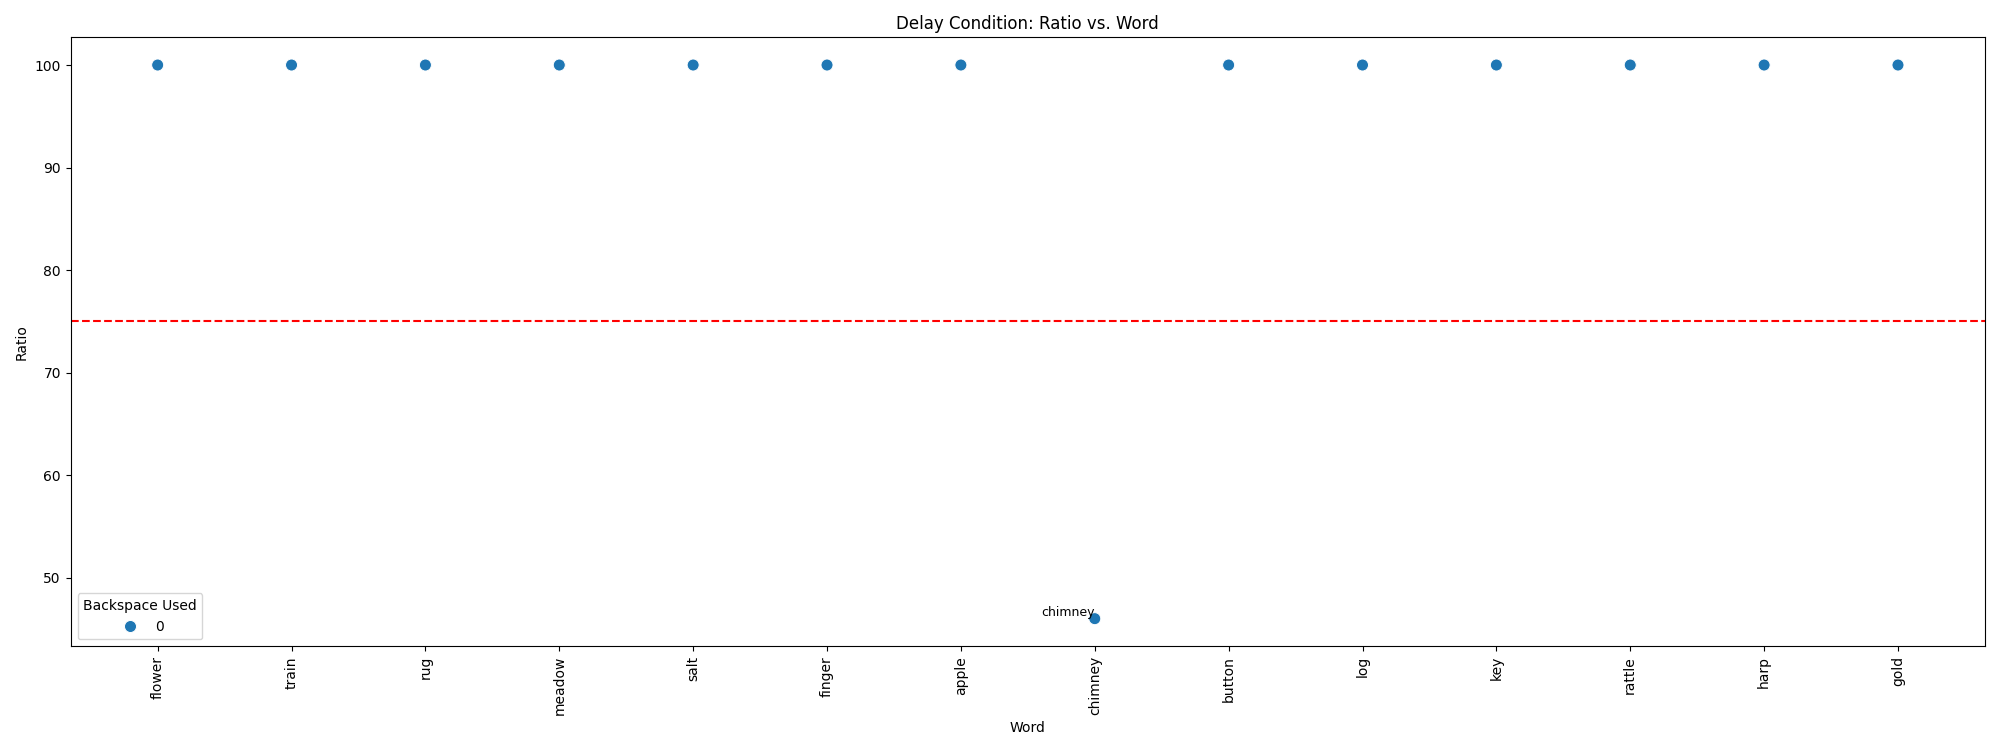 Delay Condition: Ratio vs. Word
100
90
80
70
60
50
Ratio
chimney
Backspace Used
0
flower
train
rug
meadow
salt
finger
apple
chimney
button
log
key
rattle
harp
gold
Word